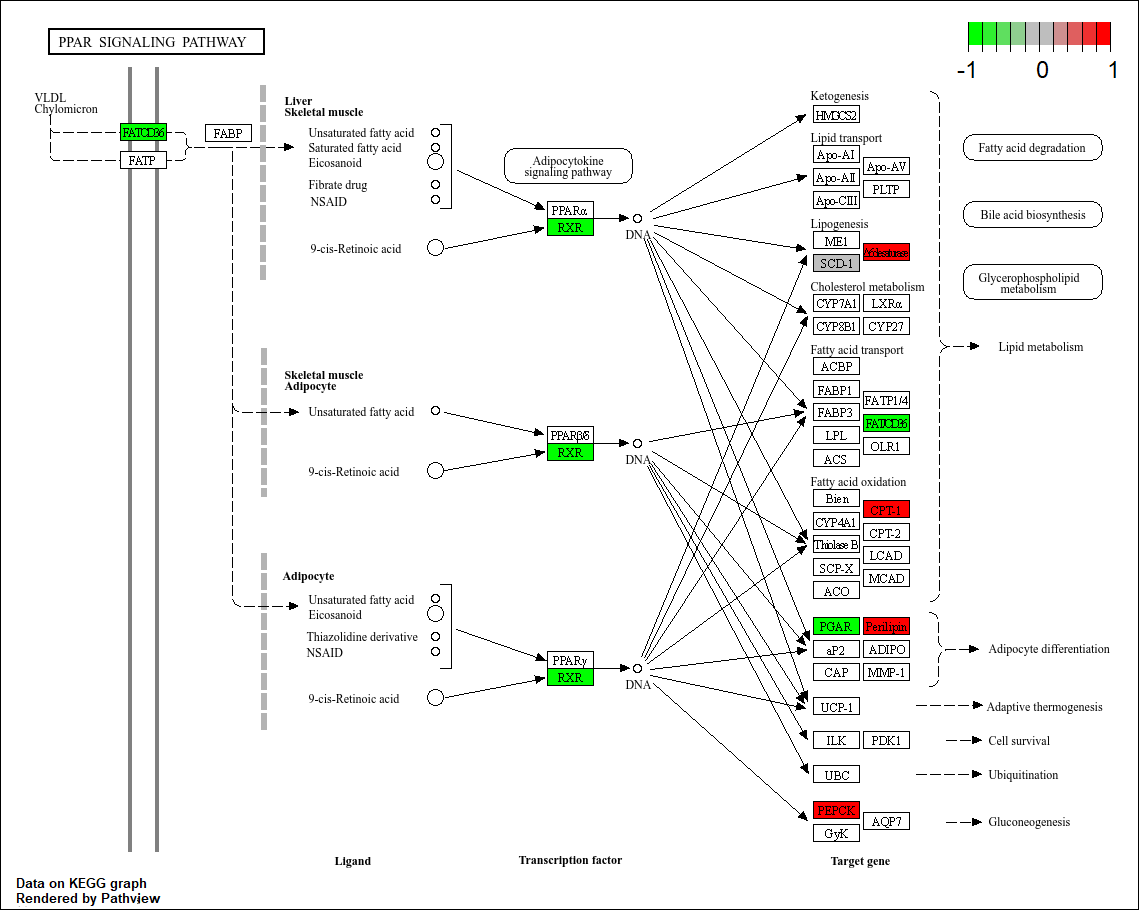 PPAR SIGNALING PATHWAY
-1 0 1
VLDL
Chylomicron
FAT/CD36
FATP
FABP
Liver
Skeletal muscle
Unsaturated fatty acid
Saturated fatty acid
Eicosanoid
Fibrate drug
NSAID
9-cis-Retinoic acid
Adipocytokine
signaling pathway
PPARα
RXR
DNA
Skeletal muscle
Adipocyte
Unsaturated fatty acid
9-cis-Retinoic acid
PPARβ/δ
RXR
DNA
Adipocyte
Unsaturated fatty acid
Eicosanoid
Thiazolidine derivative
NSAID
9-cis-Retinoic acid
PPARγ
RXR
DNA
Ketogenesis
HMGCS2
Lipid transport
Apo-AI
Apo-AII
Apo-CIII
Apo-AV
PLTP
Lipogenesis
ME1
SCD-1
Cholesterol metabolism
CYP7A1 LXRα
CYP8B1 CYP27
Fatty acid transport
ACBP
FABP1
FABP3
LPL
ACS
FATP1/4
FAT/CD36
OLR1
Fatty acid oxidation
Bien
CYP4A1
Thiolase B
SCP-X
ACO
CPT-1
CPT-2
LCAD
MCAD
PGAR Perilipin
aP2 ADIPO
CAP MMP-1
UCP-1
ILK PDK1
UBC
PEPCK
GyK
AQP7
Fatty acid degradation
Bile acid biosynthesis
Glycerophospholipid
metabolism
Lipid metabolism
Adipocyte differentiation
Adaptive thermogenesis
Cell survival
Ubiquitination
Gluconeogenesis
Ligand
Transcription factor
Target gene
Data on KEGG graph
Rendered by Pathview